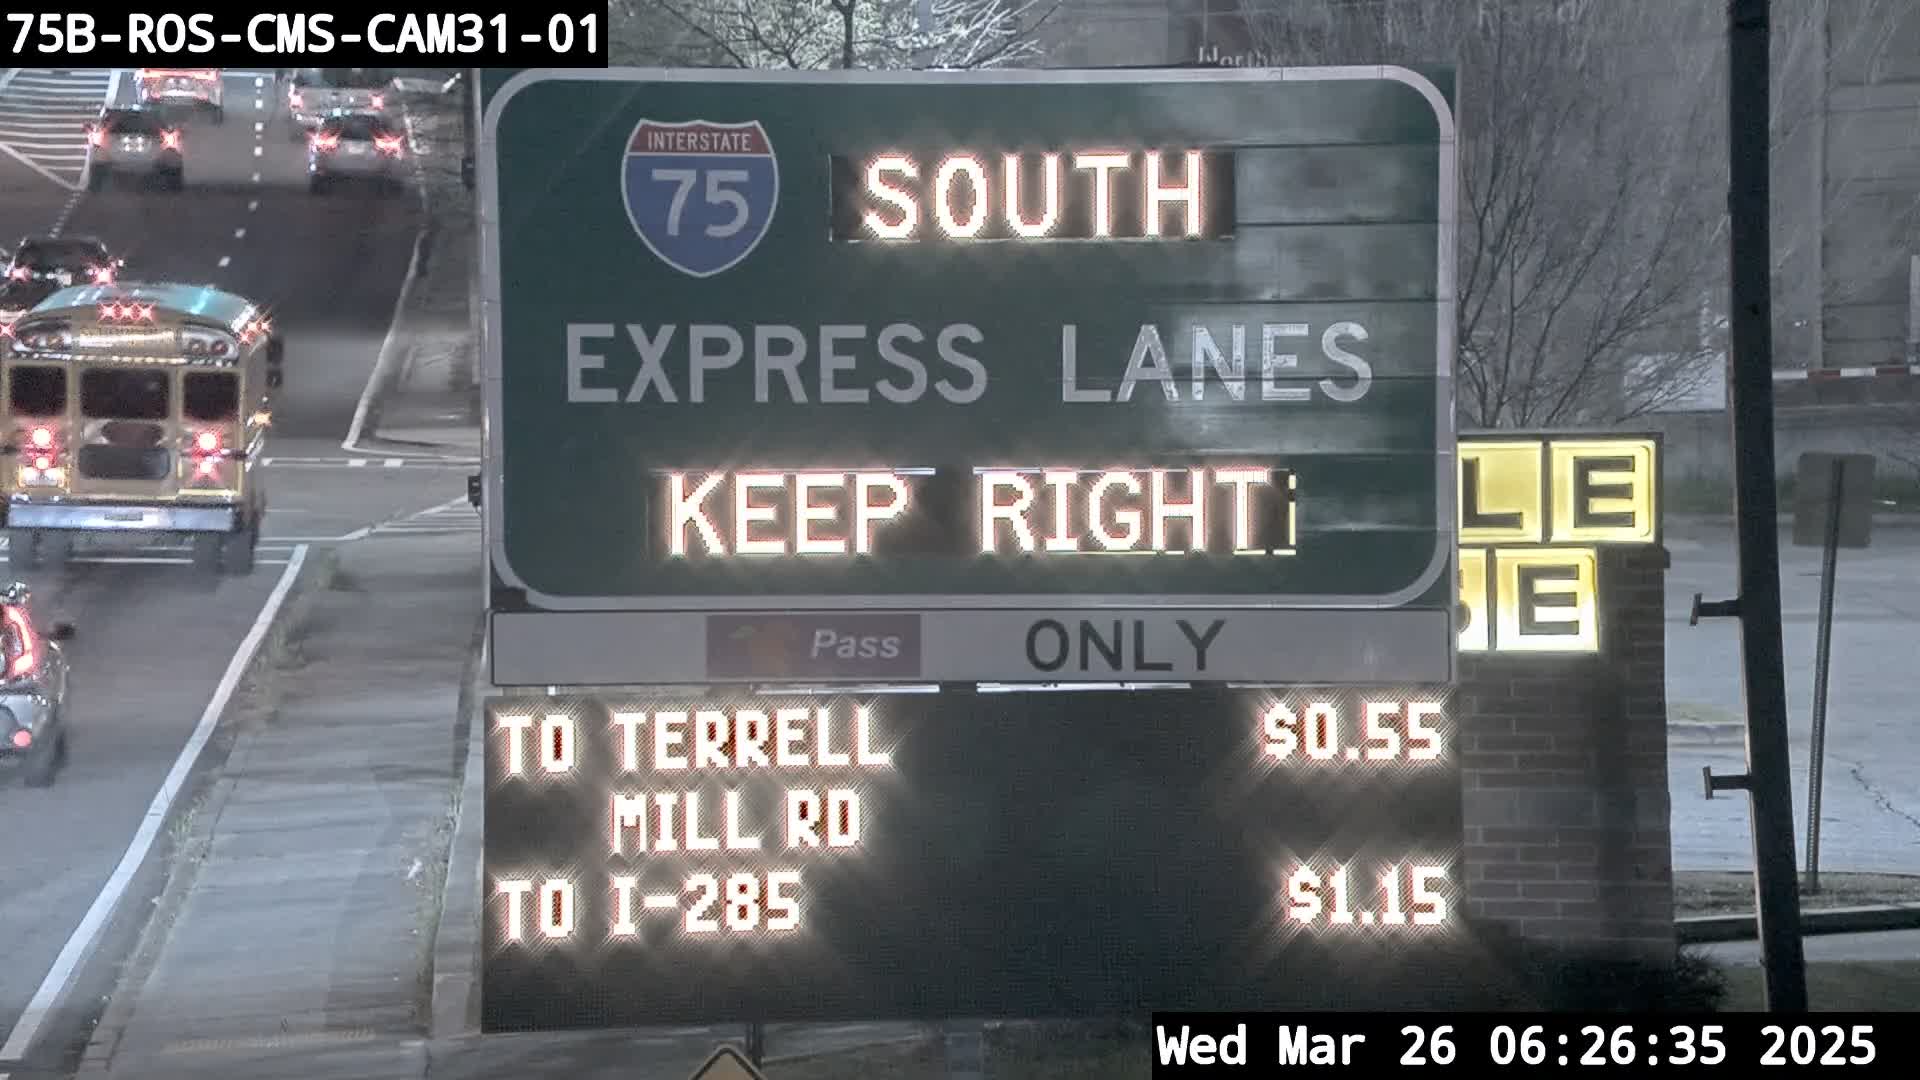 75B-ROS-CMS-CAM31-01
INTERSTATE
75
SOUTH
EXPRESS LANES
KEEP RIGHT
Pass ONLY
TO TERRELL $0.55
MILL RD
TO I-285 $1.15
LE
E
Wed Mar 26 06:26:35 2025